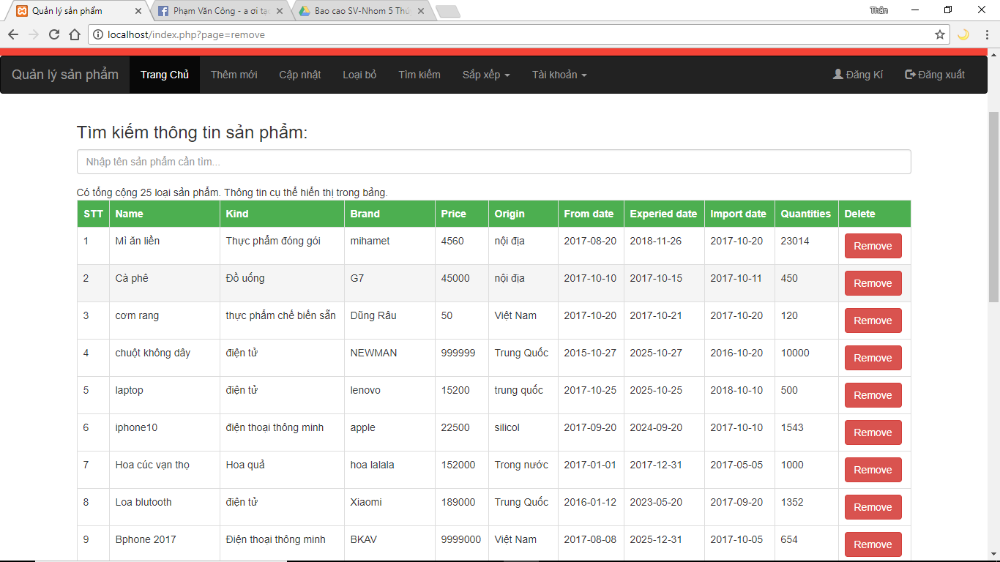 Quản lý sản phẩm Phạm Văn Công - a ơi tạo Bao cao SV-Nhom 5 Thứ Thân
localhost/index.php?page=remove
Quản lý sản phẩm Trang Chủ Thêm mới Cập nhật Loại bỏ Tìm kiếm Sắp xếp Tài khoản Đăng Kí Đăng xuất
Tìm kiếm thông tin sản phẩm:
Nhập tên sản phẩm cần tìm...
Có tổng cộng 25 loại sản phẩm. Thông tin cụ thể hiển thị trong bảng.
STT Name Kind Brand Price Origin From date Experied date Import date Quantities Delete
1 Mì ăn liền Thực phẩm đóng gói mihamet 4560 nội địa 2017-08-20 2018-11-26 2017-10-20 23014 Remove
2 Cà phê Đồ uống G7 45000 nội địa 2017-10-10 2017-10-15 2017-10-11 450 Remove
3 cơm rang thực phẩm chế biến sẵn Dũng Râu 50 Việt Nam 2017-10-20 2017-10-21 2017-10-20 120 Remove
4 chuột không dây điện tử NEWMAN 999999 Trung Quốc 2015-10-27 2025-10-27 2016-10-20 10000 Remove
5 laptop điện tử lenovo 15200 trung quốc 2017-10-25 2025-10-25 2018-10-10 500 Remove
6 iphone10 điện thoại thông minh apple 22500 silicol 2017-09-20 2024-09-20 2017-10-10 1543 Remove
7 Hoa cúc vạn thọ Hoa quả hoa lalala 152000 Trong nước 2017-01-01 2017-12-31 2017-05-05 1000 Remove
8 Loa blutooth điện tử Xiaomi 189000 Trung Quốc 2016-01-12 2023-05-20 2017-09-20 1352 Remove
9 Bphone 2017 Điện thoại thông minh BKAV 9999000 Việt Nam 2017-08-08 2025-12-31 2017-10-05 654 Remove